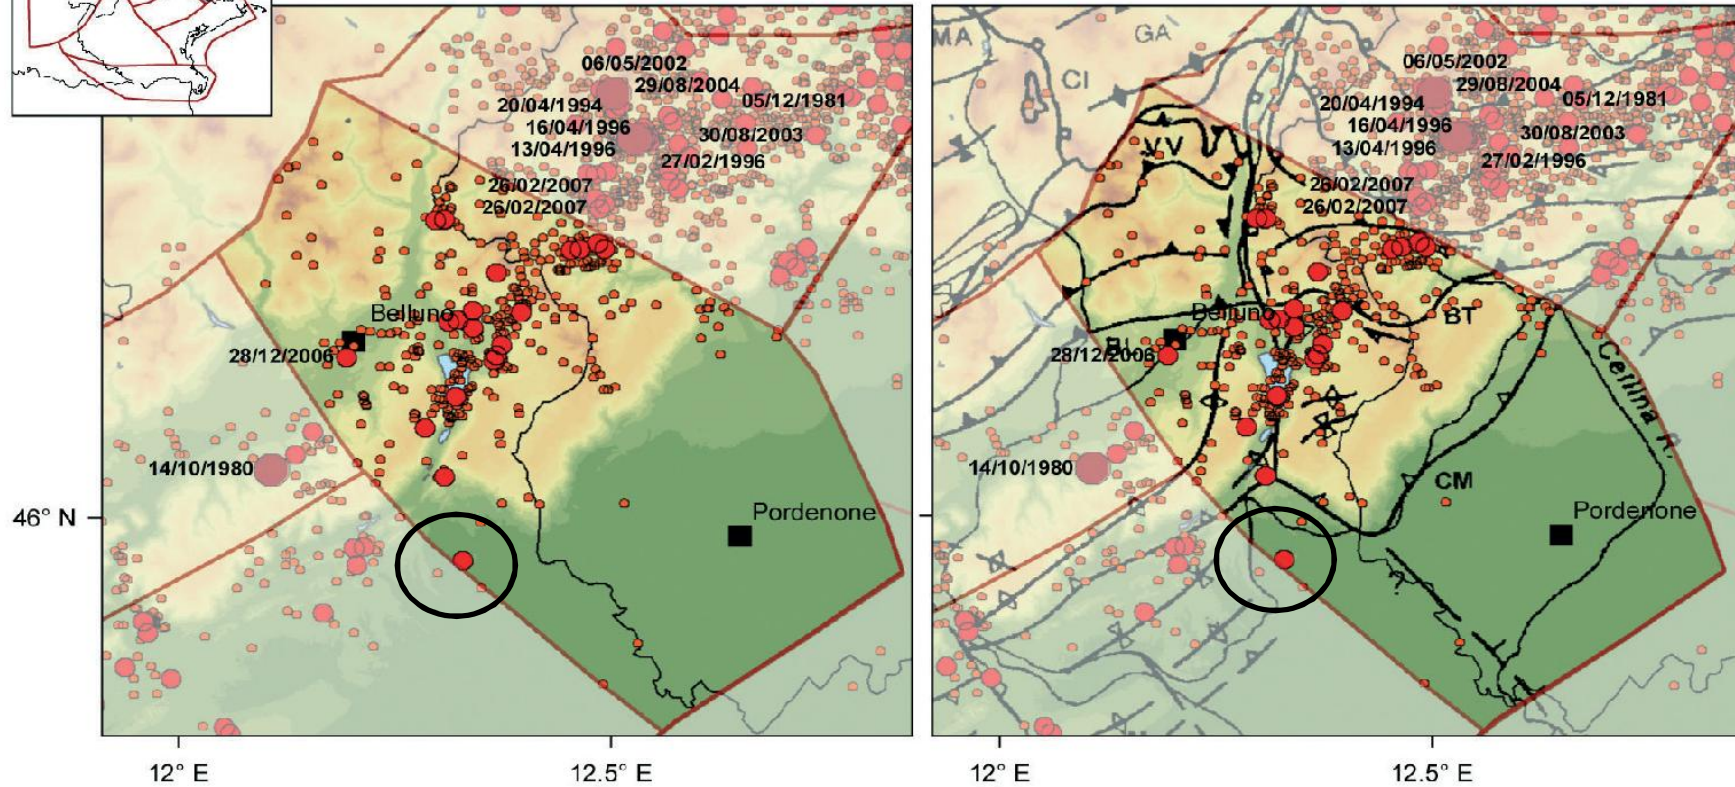 06/05/2002
29/08/2004
20/04/1994
05/12/1981
16/04/1996
30/08/2003
13/04/1996
27/02/1996
26/02/2007
26/02/2007
Belluno
28/12/2006
14/10/1980
Pordenone
46° N
12° E
12.5° E
MA
GA
CI
06/05/2002
29/08/2004
20/04/1994
05/12/1981
16/04/1996
30/08/2003
13/04/1996
27/02/1996
VV
26/02/2007
26/02/2007
Belluno
BT
BL
28/12/2006
Cellina R.
14/10/1980
CM
Pordenone
?
12° E
12.5° E